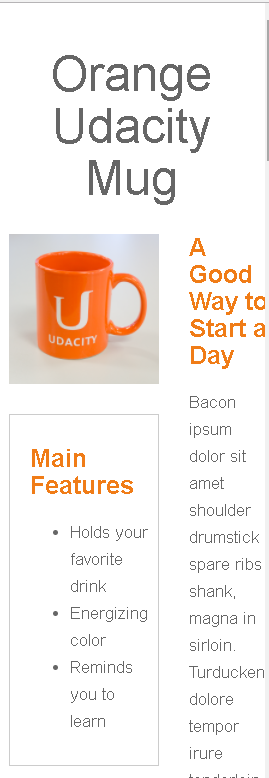 Orange
Udacity
Mug
U
UDACITY
Main
Features
Holds your
favorite
drink
Energizing
color
Reminds
you to
learn
A
Good
Way to
Start a
Day
Bacon
ipsum
dolor sit
amet
shoulder
drumstick
spare ribs
shank,
magna in
sirloin.
Turducken
dolore
tempor
irure